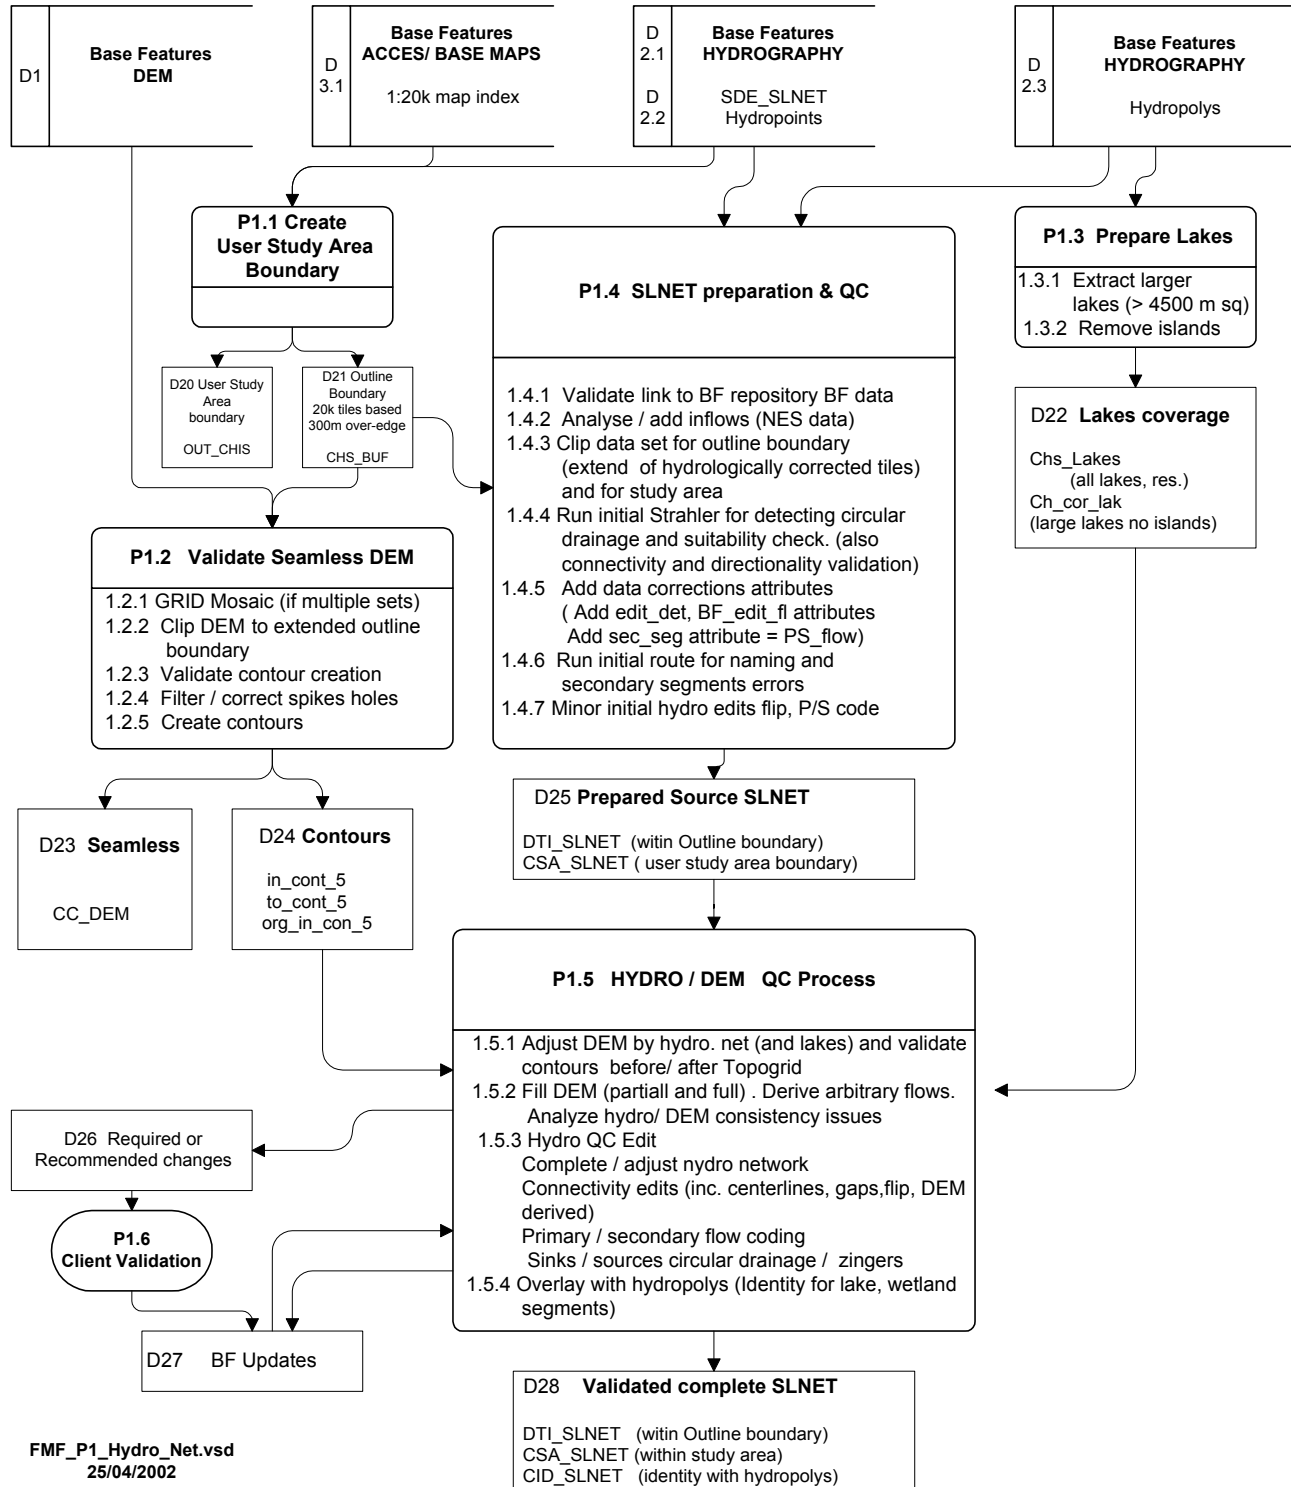 D1
Base Features
DEM
D
3.1
Base Features
ACCES/ BASE MAPS
1:20k map index
D
2.1
D
2.2
Base Features
HYDROGRAPHY
SDE_SLNET
Hydropoints
D
2.3
Base Features
HYDROGRAPHY
Hydropolys
P1.1 Create
User Study Area
Boundary
P1.4 SLNET preparation & QC
1.4.1 Validate link to BF repository BF data
1.4.2 Analyse / add inflows (NES data)
1.4.3 Clip data set for outline boundary
(extend of hydrologically corrected tiles)
and for study area
1.4.4 Run initial Strahler for detecting circular
drainage and suitability check. (also
connectivity and directionality validation)
1.4.5 Add data corrections attributes
( Add edit_det, BF_edit_fl attributes
Add sec_seg attribute = PS_flow)
1.4.6 Run initial route for naming and
secondary segments errors
1.4.7 Minor initial hydro edits flip, P/S code
P1.3 Prepare Lakes
1.3.1 Extract larger
lakes (> 4500 m sq)
1.3.2 Remove islands
D20 User Study
Area
boundary
OUT_CHIS
D21 Outline
Boundary
20k tiles based
300m over-edge
CHS_BUF
D22 Lakes coverage
Chs_Lakes
(all lakes, res.)
Ch_cor_lak
(large lakes no islands)
P1.2 Validate Seamless DEM
1.2.1 GRID Mosaic (if multiple sets)
1.2.2 Clip DEM to extended outline
boundary
1.2.3 Validate contour creation
1.2.4 Filter / correct spikes holes
1.2.5 Create contours
D23 Seamless
CC_DEM
D24 Contours
in_cont_5
to_cont_5
org_in_con_5
D25 Prepared Source SLNET
DTI_SLNET (witin Outline boundary)
CSA_SLNET ( user study area boundary)
P1.5 HYDRO / DEM QC Process
1.5.1 Adjust DEM by hydro. net (and lakes) and validate
contours before/ after Topogrid
1.5.2 Fill DEM (partiall and full) . Derive arbitrary flows.
Analyze hydro/ DEM consistency issues
1.5.3 Hydro QC Edit
Complete / adjust nydro network
Connectivity edits (inc. centerlines, gaps,flip, DEM
derived)
Primary / secondary flow coding
Sinks / sources circular drainage / zingers
1.5.4 Overlay with hydropolys (Identity for lake, wetland
segments)
D26 Required or
Recommended changes
P1.6
Client Validation
D27 BF Updates
D28 Validated complete SLNET
DTI_SLNET (witin Outline boundary)
CSA_SLNET (within study area)
CID_SLNET (identity with hydropolys)
FMF_P1_Hydro_Net.vsd
25/04/2002